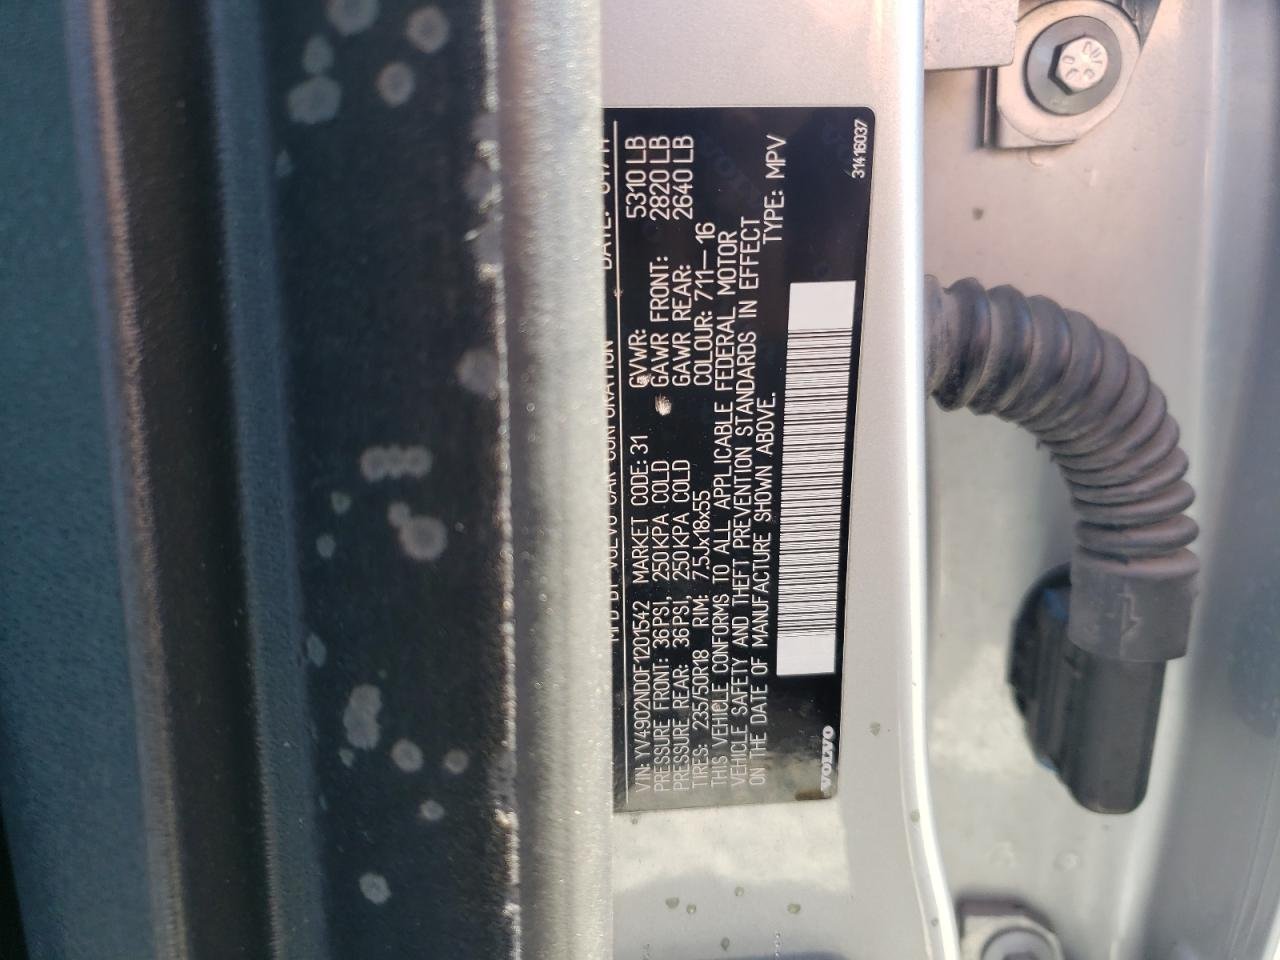 MFD BY VOLVO CAR CORPORATION DATE:
VIN: YV4902ND0F1201542 MARKET CODE: 31 GVWR: 5310 LB
PRESSURE FRONT: 36PSI, 250KPA COLD GAWR FRONT: 2820 LB
PRESSURE REAR: 36PSI, 250KPA COLD GAWR REAR: 2640 LB
TIRES: 235/50R18 RIM: 7.5Jx18x55 COLOUR: 711-16
THIS VEHICLE CONFORMS TO ALL APPLICABLE FEDERAL MOTOR
VEHICLE SAFETY AND THEFT PREVENTION STANDARDS IN EFFECT
ON THE DATE OF MANUFACTURE SHOWN ABOVE. TYPE: MPV
VOLVO
31416037